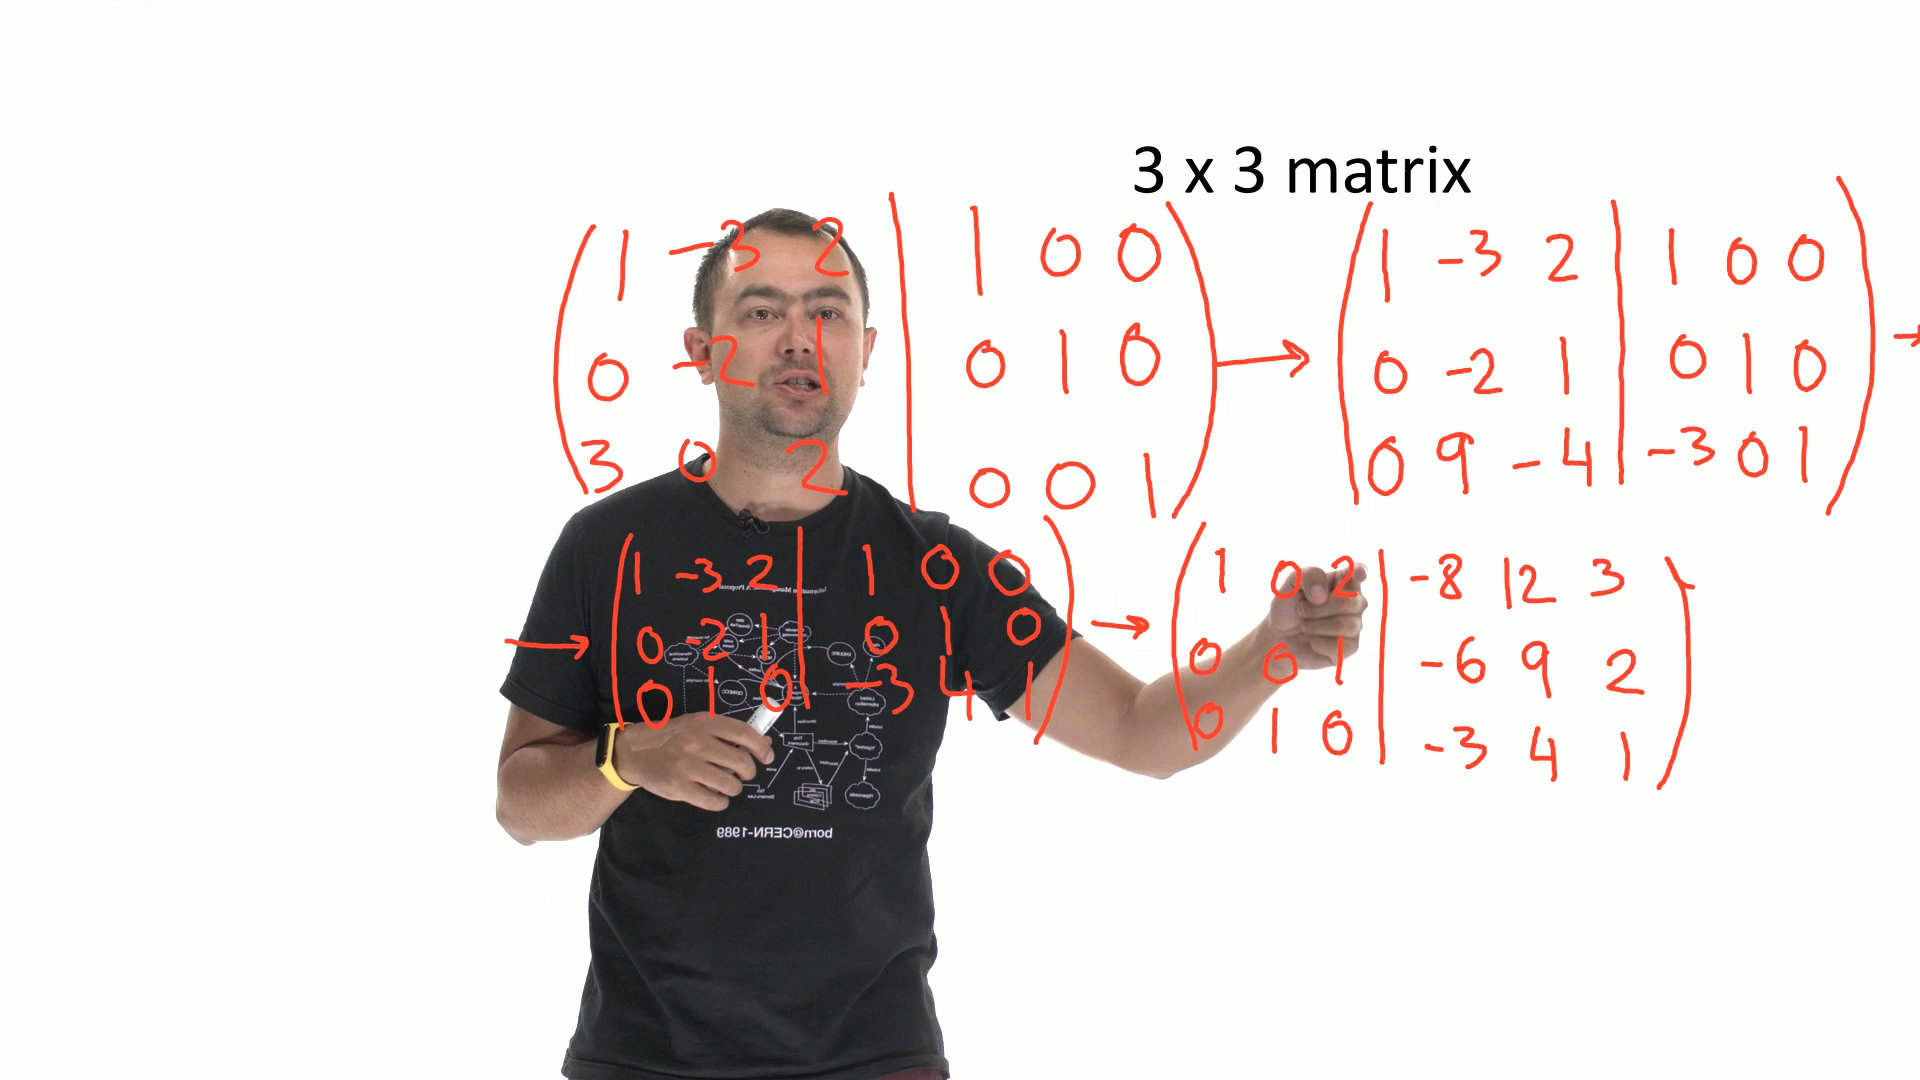 3 x 3 matrix
1 -3 2 | 1 0 0 → 1 -3 2 | 1 0 0 →
0 -2 1 | 0 1 0 0 -2 1 | 0 1 0
3 0 2 | 0 0 1 0 9 -4 | -3 0 1
→ 1 -3 2 | 1 0 0 → 1 0 2 | -8 12 3
0 -2 1 | 0 1 0 0 0 1 | -6 9 2
0 1 0 | -3 4 1 0 1 0 | -3 4 1
born@CERN-1989